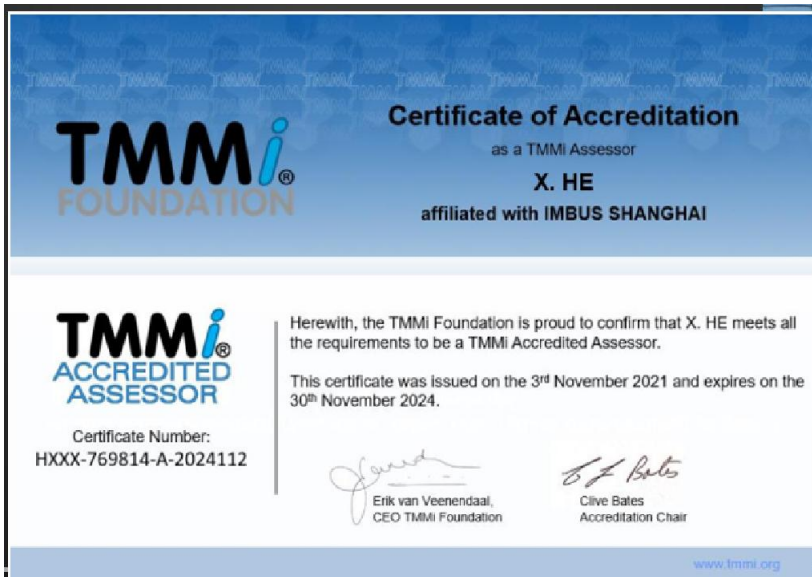 TMMi®
FOUNDATION
Certificate of Accreditation
as a TMMi Assessor
X. HE
affiliated with IMBUS SHANGHAI
TMMi®
ACCREDITED
ASSESSOR
Certificate Number:
HXXX-769814-A-2024112
Herewith, the TMMi Foundation is proud to confirm that X. HE meets all
the requirements to be a TMMi Accredited Assessor.
This certificate was issued on the 3rd November 2021 and expires on the
30th November 2024.
Erik van Veenendaal,
CEO TMMi Foundation
C J Bates
Clive Bates
Accreditation Chair
www.tmmi.org